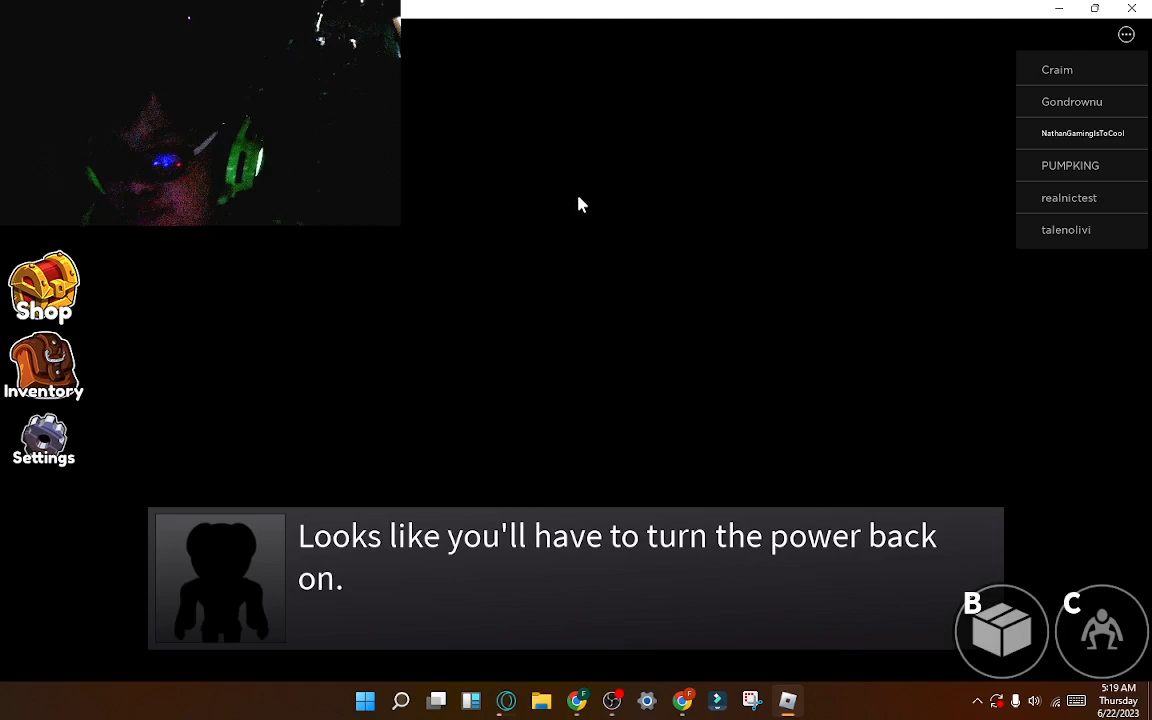 Craim
Gondrownu
NathanGamingIsToCool
PUMPKING
realnictest
talenolivi
Shop
Inventory
Settings
Looks like you'll have to turn the power back
on.
B
C
F
F
5:19 AM
Thursday
6/22/2023